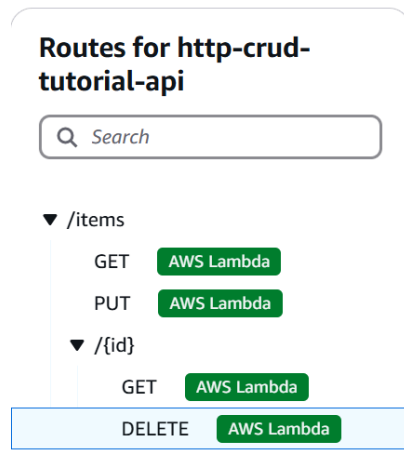 Routes for http-crud-
tutorial-api
Search
/items
GET AWS Lambda
PUT AWS Lambda
/{id}
GET AWS Lambda
DELETE AWS Lambda